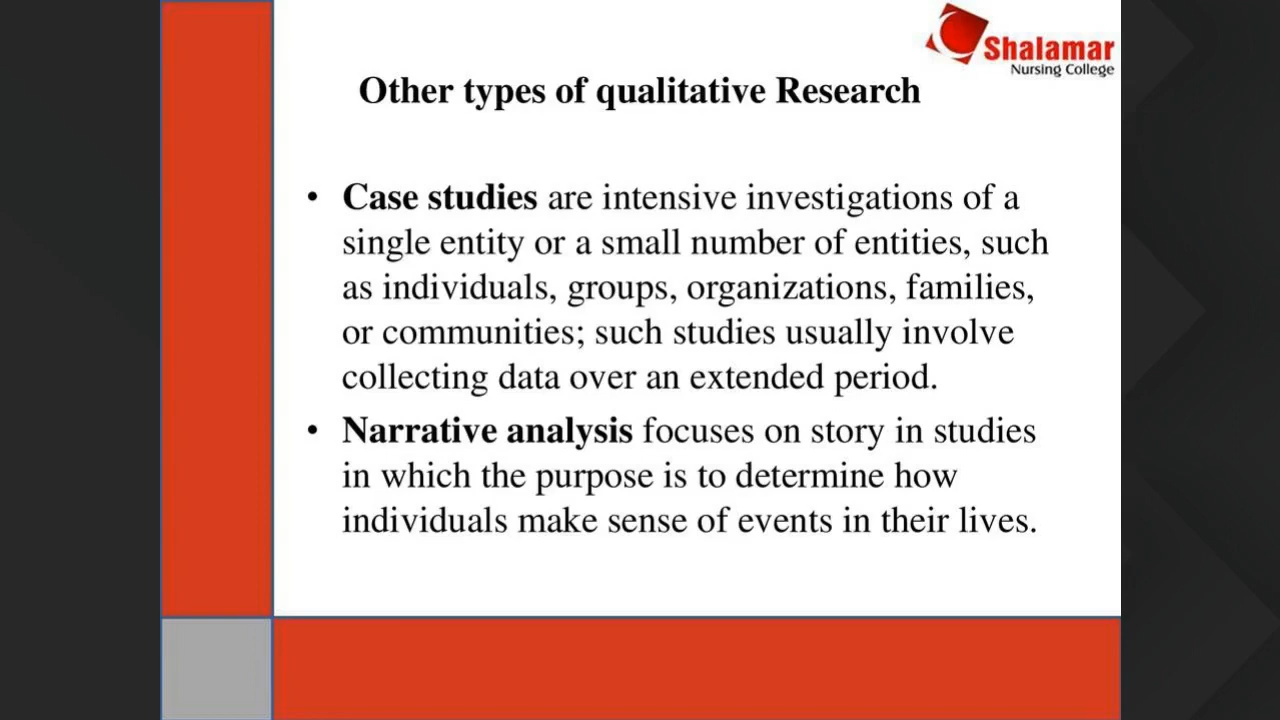 Shalamar
Nursing College
Other types of qualitative Research
• Case studies are intensive investigations of a
single entity or a small number of entities, such
as individuals, groups, organizations, families,
or communities; such studies usually involve
collecting data over an extended period.
• Narrative analysis focuses on story in studies
in which the purpose is to determine how
individuals make sense of events in their lives.